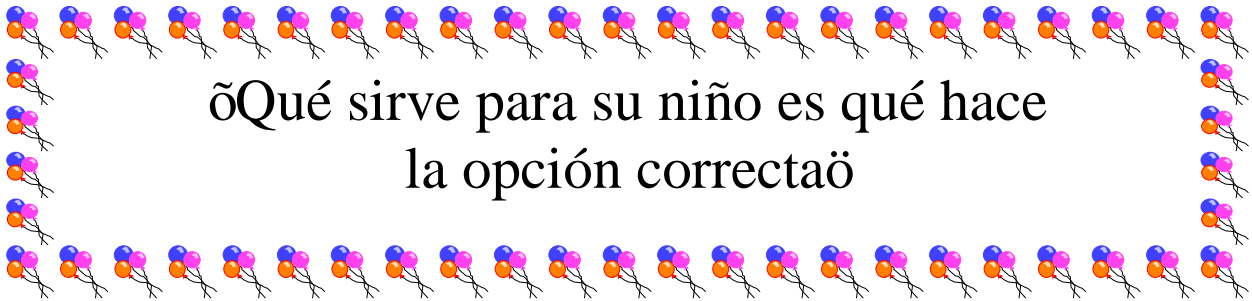 õQué sirve para su niño es qué hace
la opción correctaö